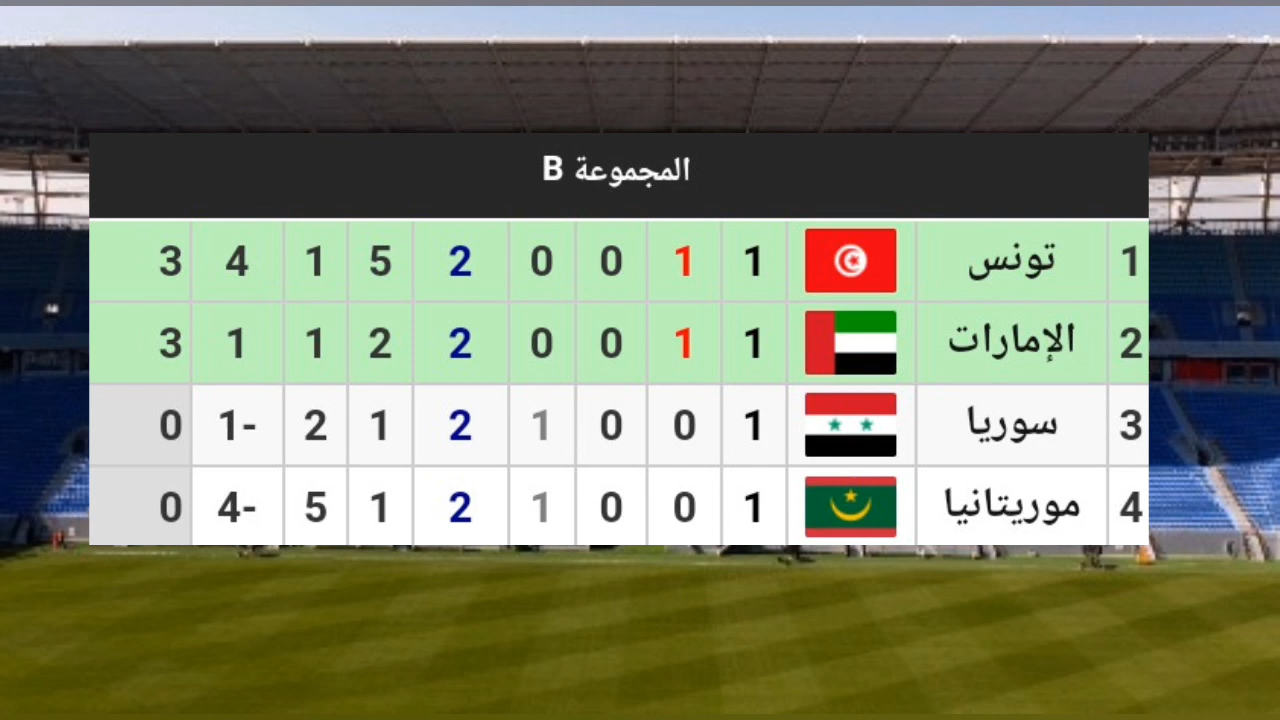 المجموعة B
1 تونس 1 1 0 0 2 5 1 4 3
2 الإمارات 1 1 0 0 2 2 1 1 3
3 سوريا 1 0 0 1 2 1 2 -1 0
4 موريتانيا 1 0 0 1 2 1 5 -4 0